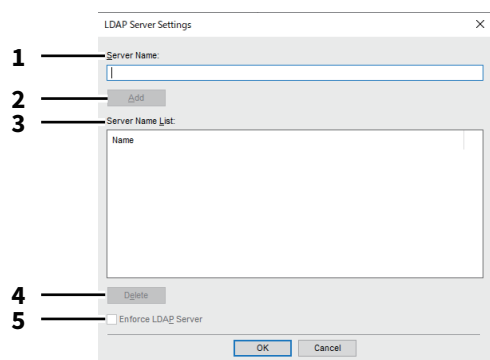 LDAP Server Settings
1 Server Name:
2 Add
3 Server Name List:
Name
4 Delete
5 Enforce LDAP Server
OK Cancel